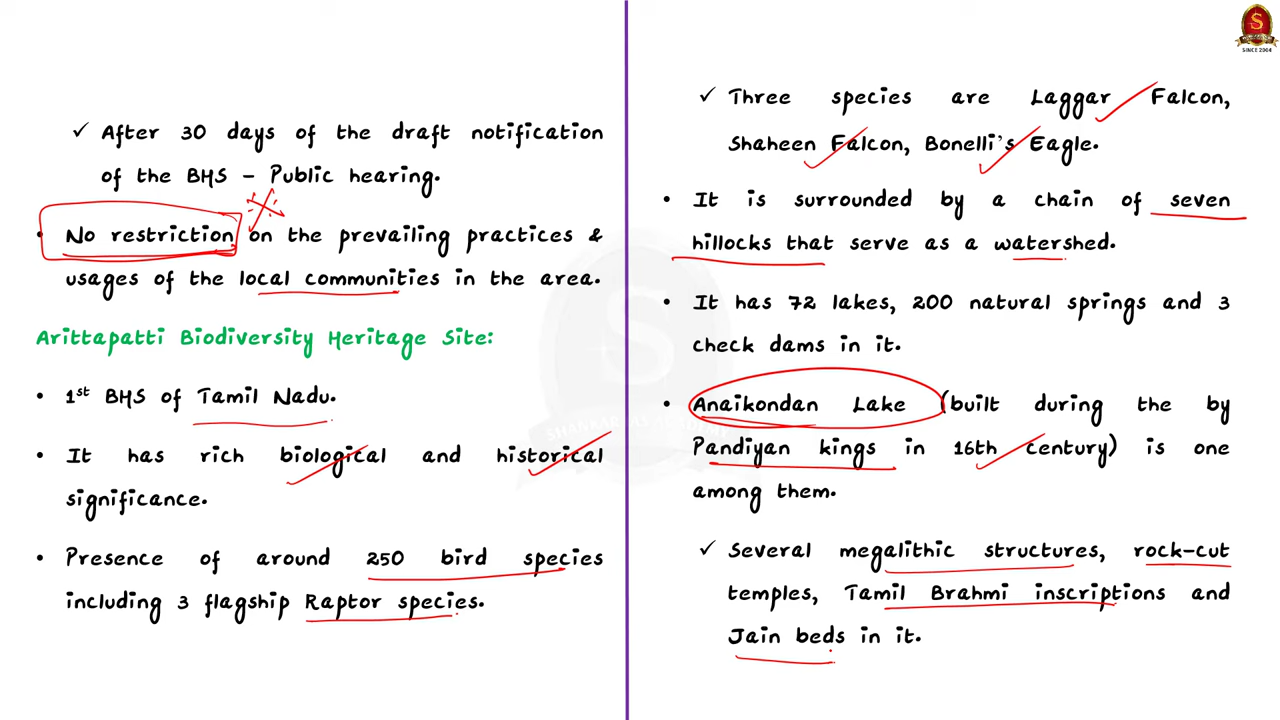 ✓ After 30 days of the draft notification
of the BHS – Public hearing.
• No restriction on the prevailing practices &
usages of the local communities in the area.
Arittapatti Biodiversity Heritage Site:
• 1st BHS of Tamil Nadu.
• It has rich biological and historical
significance.
• Presence of around 250 bird species
including 3 flagship Raptor species.
✓ Three species are Laggar Falcon,
Shaheen Falcon, Bonelli's Eagle.
• It is surrounded by a chain of seven
hillocks that serve as a watershed.
• It has 72 lakes, 200 natural springs and 3
check dams in it.
• Anaikondan Lake (built during the by
Pandiyan kings in 16th century) is one
among them.
✓ Several megalithic structures, rock-cut
temples, Tamil Brahmi inscriptions and
Jain beds in it.
S
SINCE 2004